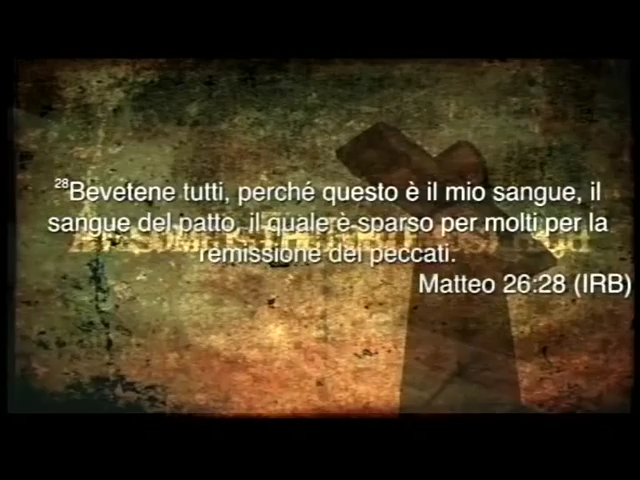 28Bevetene tutti, perché questo è il mio sangue, il
sangue del patto, il quale è sparso per molti per la
remissione dei peccati.
Matteo 26:28 (IRB)